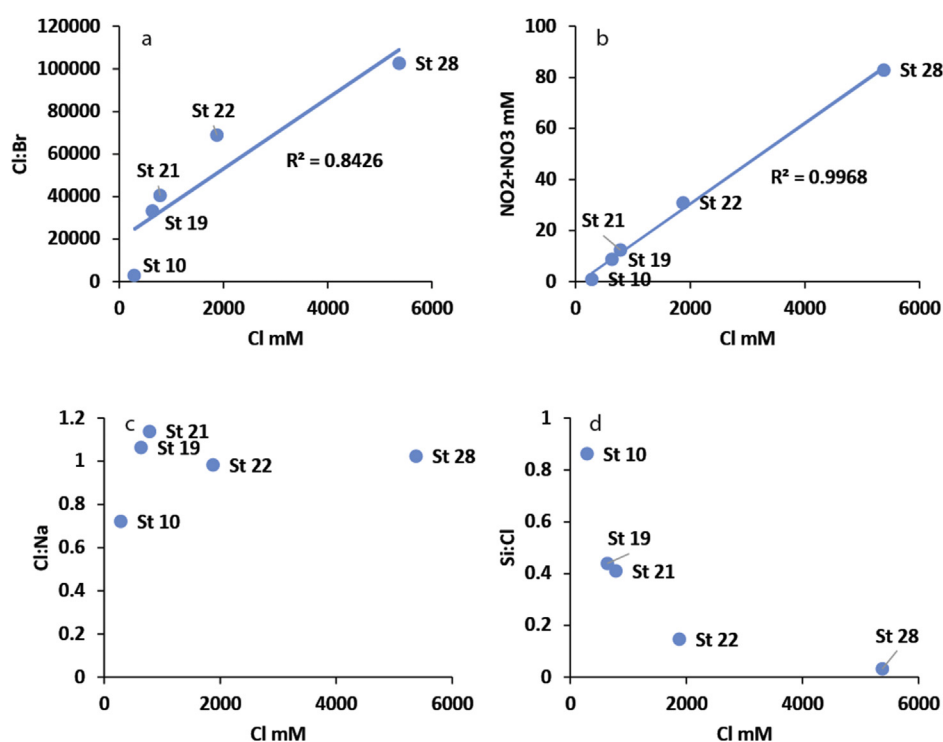 a
120000
100000
80000
60000
40000
20000
0
Cl:Br
St 28
St 22
St 21
St 19
St 10
R² = 0.8426
0 2000 4000 6000
Cl mM
b
100
80
60
40
20
0
NO2+NO3 mM
St 28
St 22
St 21
St 19
St 10
R² = 0.9968
0 2000 4000 6000
Cl mM
c
1.2
1
0.8
0.6
0.4
0.2
0
Cl:Na
St 21
St 19
St 22
St 28
St 10
0 2000 4000 6000
Cl mM
d
1
0.8
0.6
0.4
0.2
0
Si:Cl
St 10
St 19
St 21
St 22
St 28
0 2000 4000 6000
Cl mM